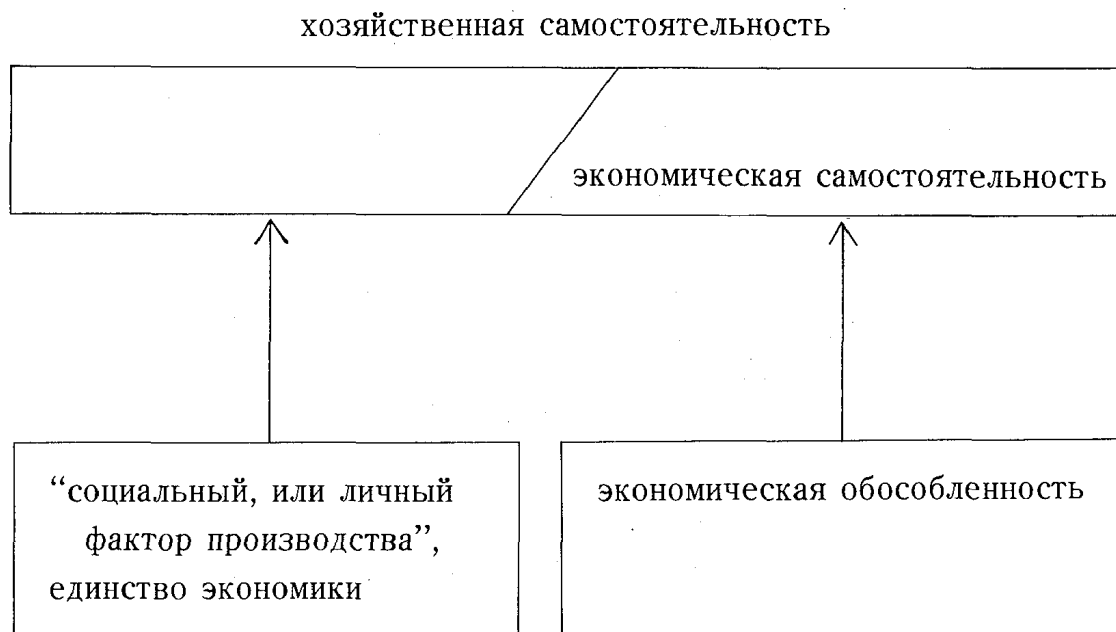 хозяйственная самостоятельность
экономическая самостоятельность
“социальный, или личный
фактор производства”,
единство экономики
экономическая обособленность